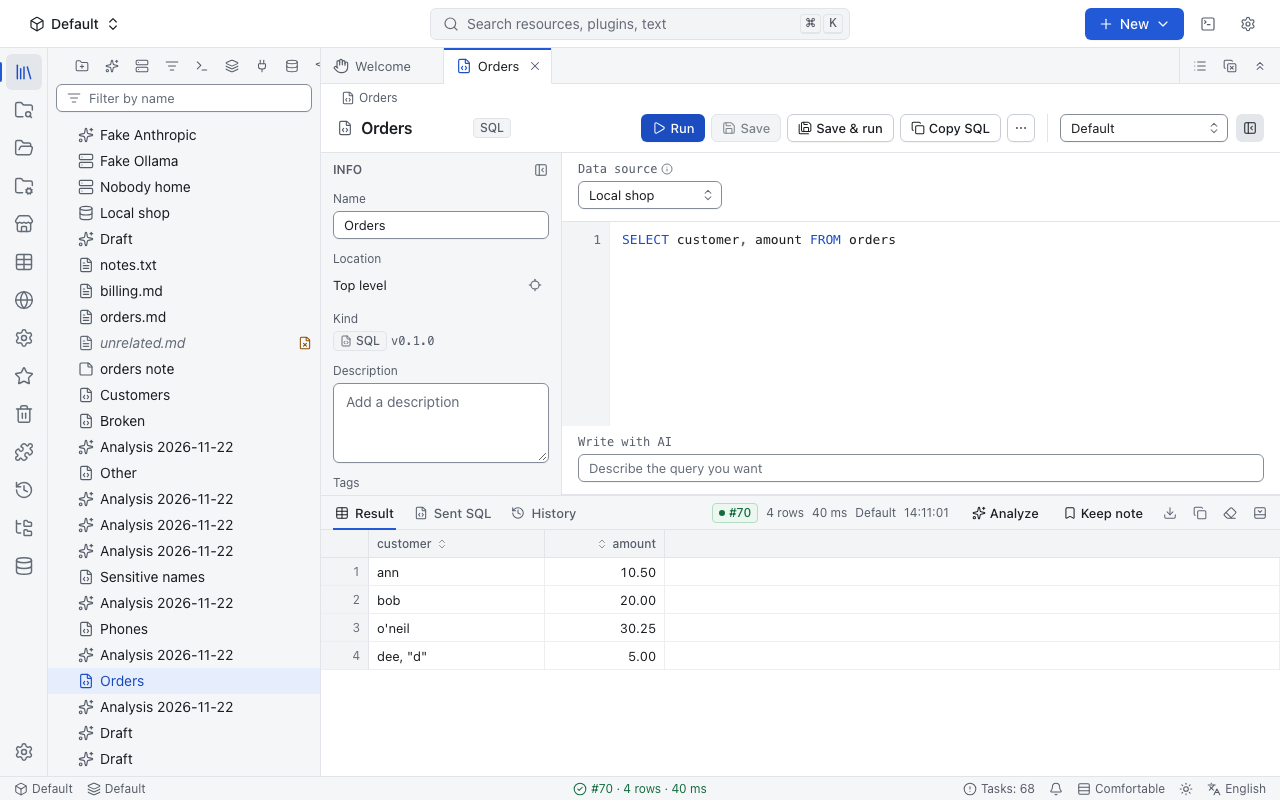 Default
Search resources, plugins, text
⌘ K
New
Filter by name
Fake Anthropic
Fake Ollama
Nobody home
Local shop
Draft
notes.txt
billing.md
orders.md
unrelated.md
orders note
Customers
Broken
Analysis 2026-11-22
Other
Analysis 2026-11-22
Analysis 2026-11-22
Analysis 2026-11-22
Sensitive names
Analysis 2026-11-22
Phones
Analysis 2026-11-22
Orders
Analysis 2026-11-22
Draft
Draft
Welcome
Orders
Orders
Orders
SQL
Run
Save
Save & run
Copy SQL
Default
INFO
Name
Orders
Location
Top level
Kind
SQL v0.1.0
Description
Add a description
Tags
Data source
Local shop
1 SELECT customer, amount FROM orders
Write with AI
Describe the query you want
Result
Sent SQL
History
#70 4 rows 40 ms Default 14:11:01
Analyze
Keep note
customer amount
1 ann 10.50
2 bob 20.00
3 o'neil 30.25
4 dee, "d" 5.00
Default
Default
#70 · 4 rows · 40 ms
Tasks: 68
Comfortable
English